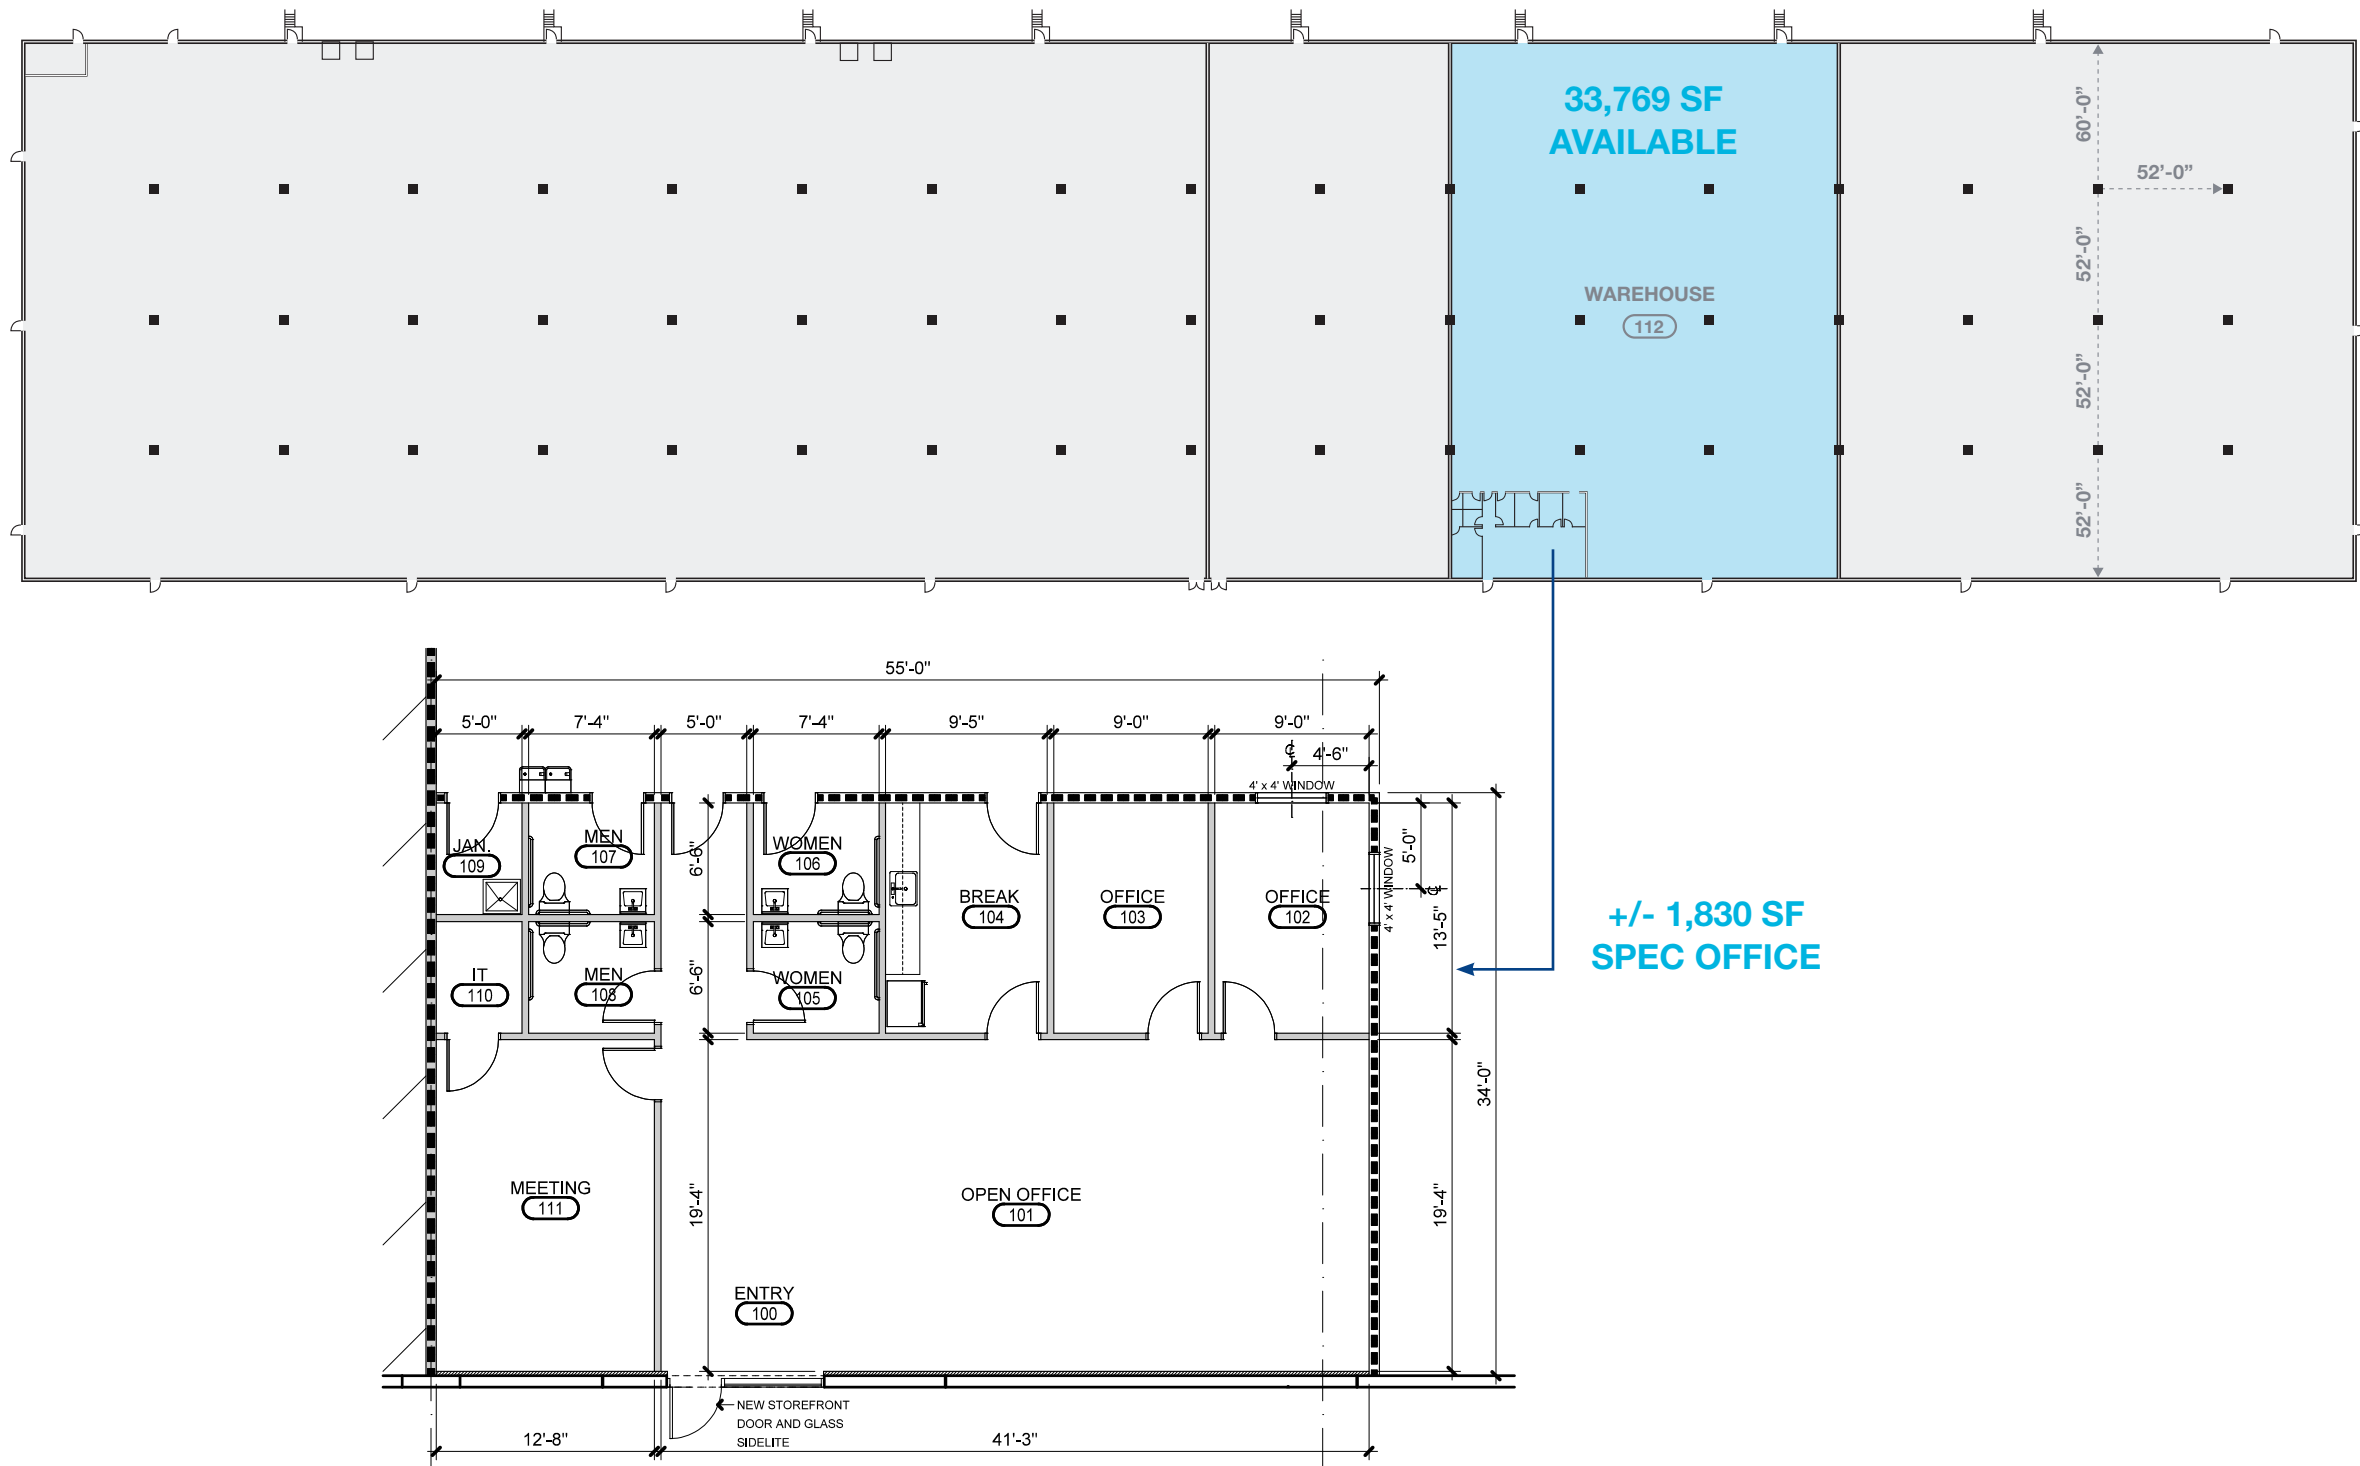 33,769 SF
AVAILABLE
60’-0”
52’-0”
52’-0”
WAREHOUSE
112
52’-0”
52’-0”
55'-0"
5'-0"
7'-4"
5'-0"
7'-4"
9'-5"
9'-0"
9'-0"
4'-6"
4' x 4' WINDOW
JAN.
109
MEN
107
6'-6"
WOMEN
106
5'-0"
4' x 4' WINDOW
BREAK
104
OFFICE
103
OFFICE
102
13'-5"
+/- 1,830 SF
SPEC OFFICE
IT
110
MEN
108
6'-6"
WOMEN
105
34'-0"
MEETING
111
19'-4"
OPEN OFFICE
101
19'-4"
ENTRY
100
NEW STOREFRONT
DOOR AND GLASS
SIDELITE
12'-8"
41'-3"